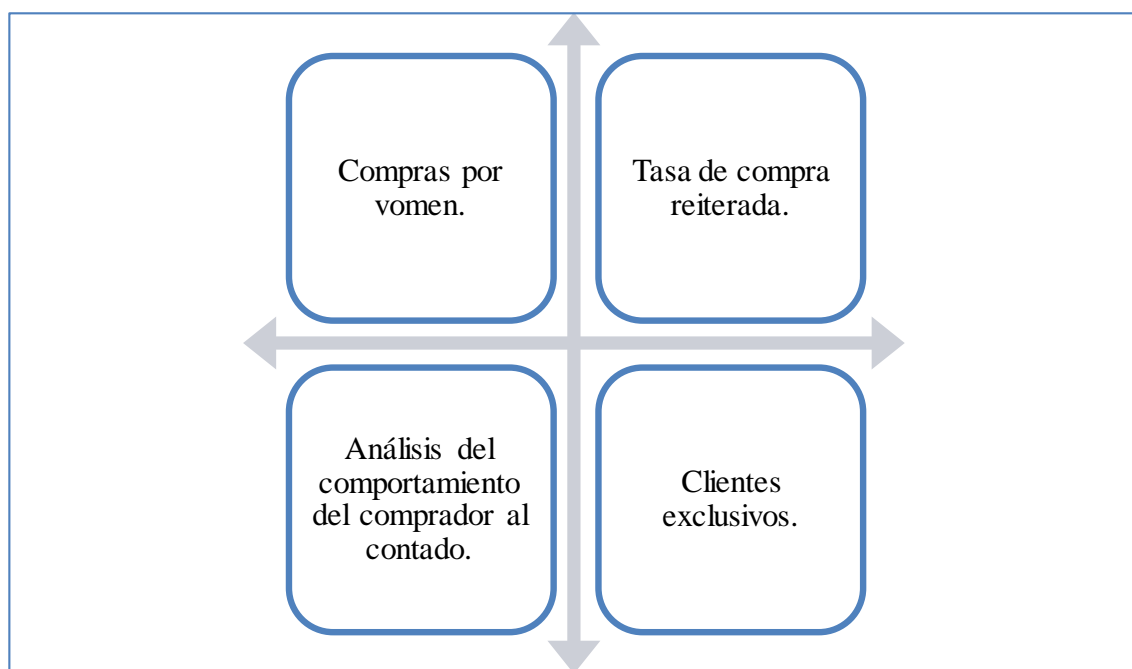 Compras por
vomen.
Tasa de compra
reiterada.
Análisis del
comportamiento
del comprador al
contado.
Clientes
exclusivos.